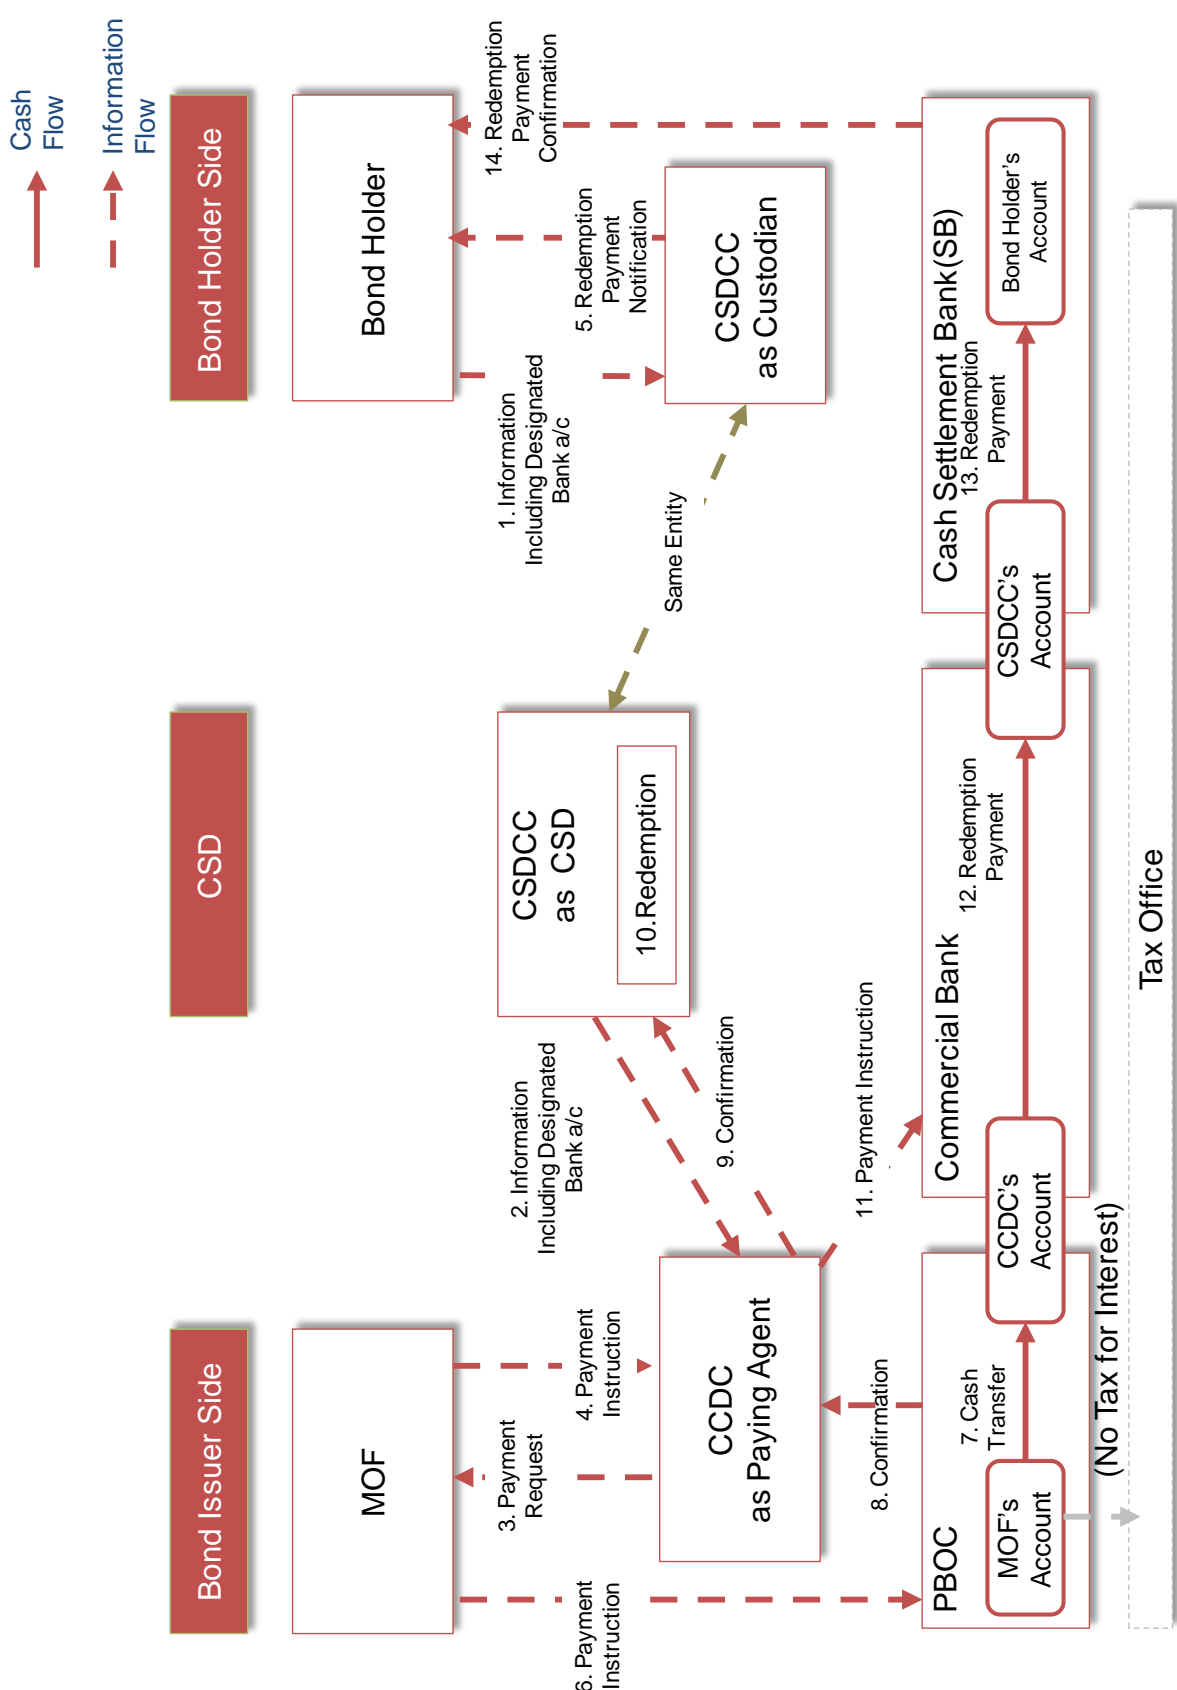 Cash
Flow
Information
Flow
Bond Issuer Side
CSD
Bond Holder Side
MOF
Bond Holder
6. Payment
Instruction
3. Payment
Request
4. Payment
Instruction
2. Information
Including Designated
Bank a/c
1. Information
Including Designated
Bank a/c
5. Redemption
Payment
Notification
14. Redemption
Payment
Confirmation
CSDCC
as CSD
10.Redemption
Same Entity
CCDC
as Paying Agent
9. Confirmation
CSDCC
as Custodian
8. Confirmation
11. Payment Instruction
PBOC
MOF's
Account
7. Cash
Transfer
CCDC's
Account
Commercial Bank
12. Redemption
Payment
CSDCC's
Account
Cash Settlement Bank(SB)
13. Redemption
Payment
Bond Holder's
Account
(No Tax for Interest)
Tax Office